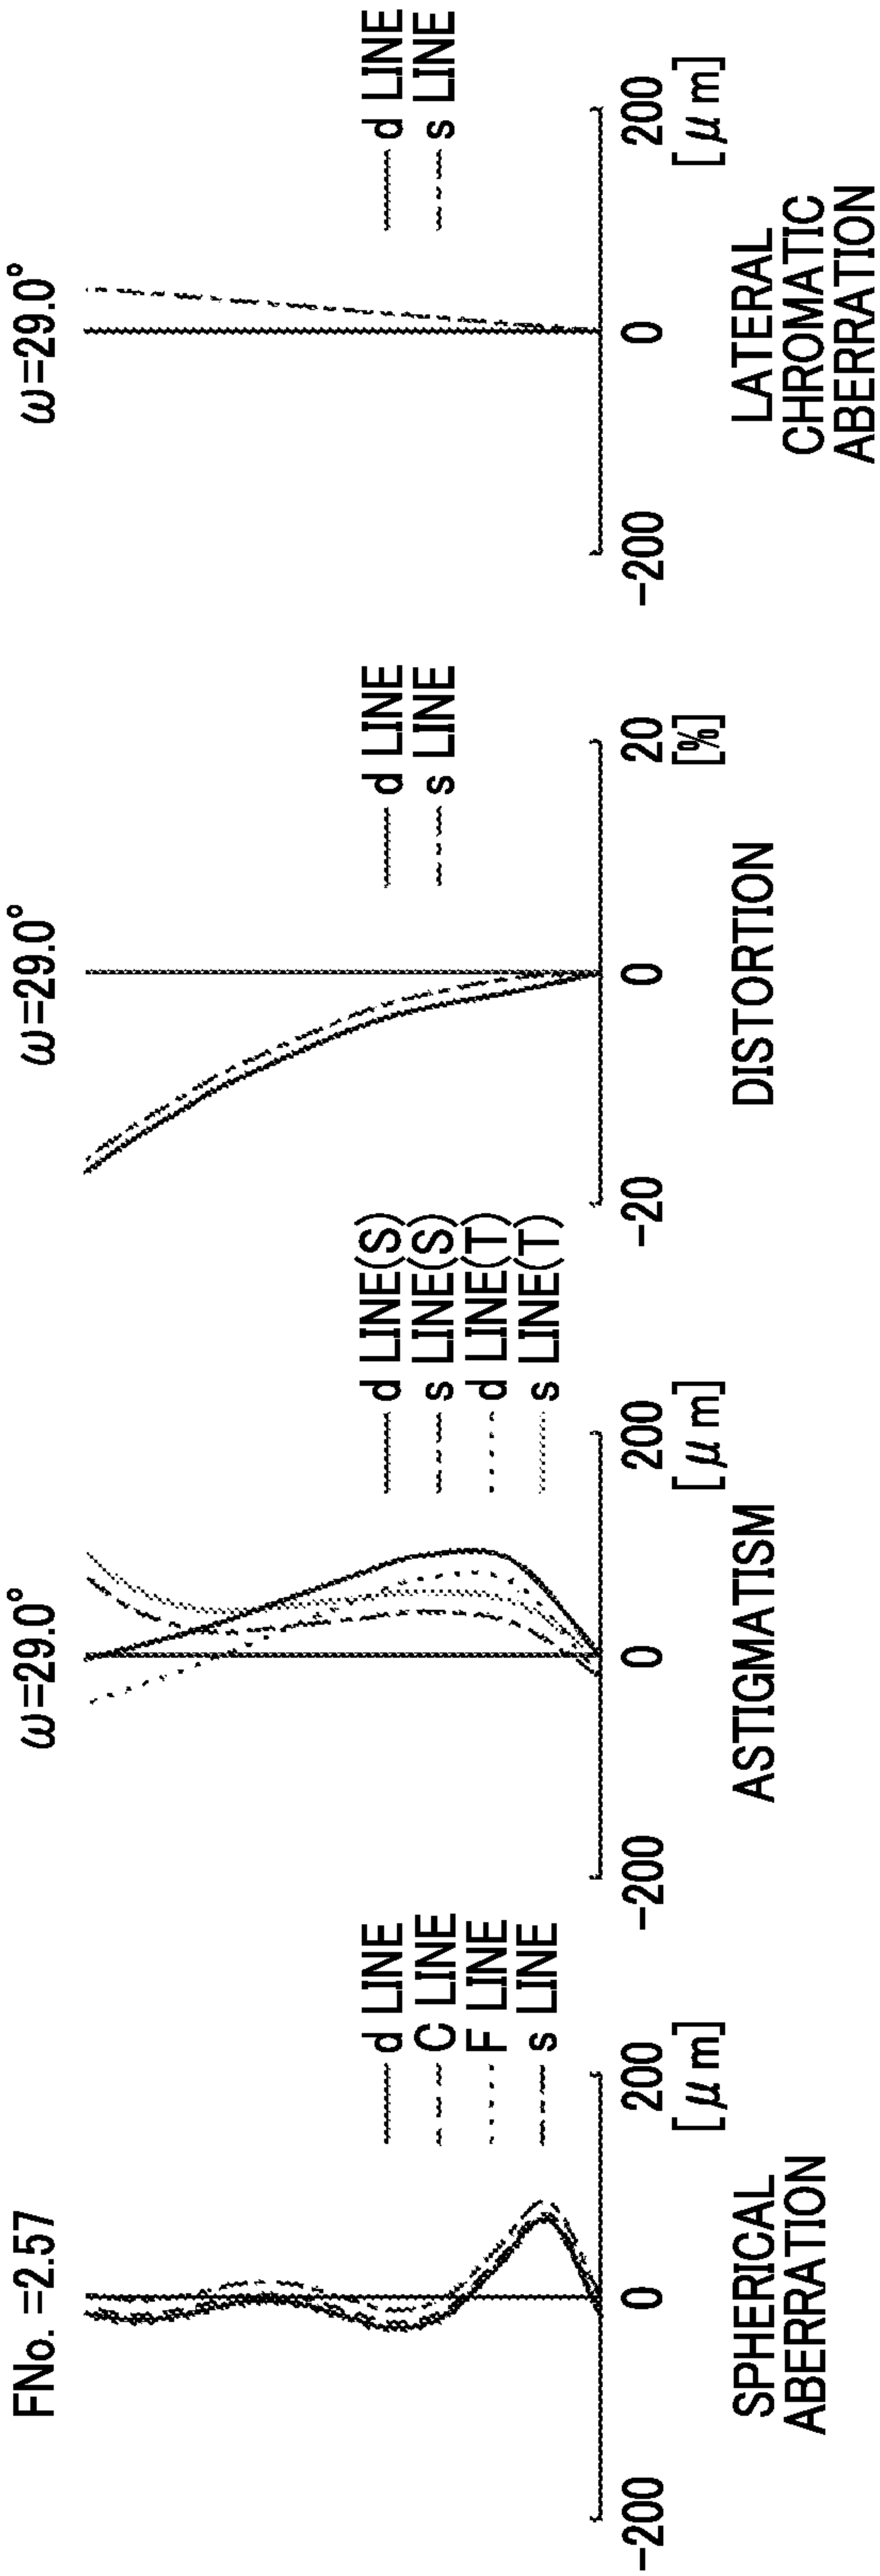 FNo. =2.57
d LINE
C LINE
F LINE
s LINE
-200
0
200
[μm]
SPHERICAL
ABERRATION
ω=29.0°
d LINE(S)
s LINE(S)
d LINE(T)
s LINE(T)
-200
0
200
[μm]
ASTIGMATISM
ω=29.0°
d LINE
s LINE
-20
0
20
[%]
DISTORTION
ω=29.0°
d LINE
s LINE
-200
0
200
[μm]
LATERAL
CHROMATIC
ABERRATION